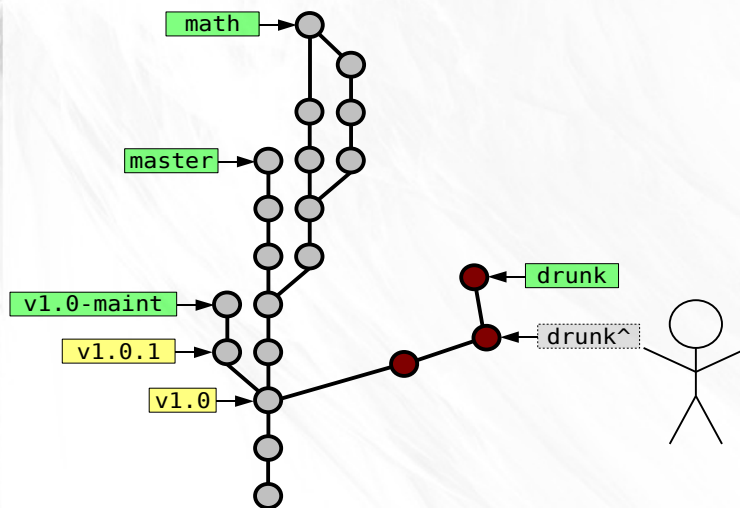 math
master
drunk
v1.0-maint
drunk^
v1.0.1
v1.0